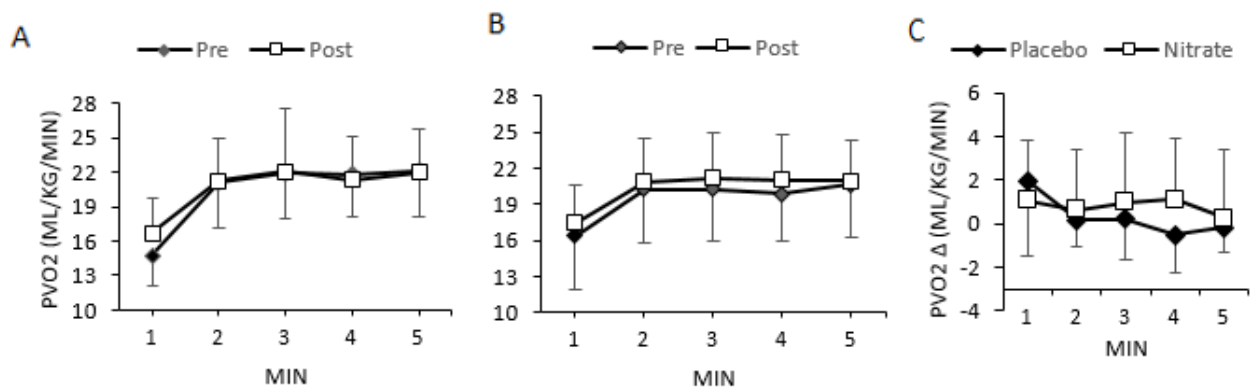 A
Pre Post
PVO2 (ML/KG/MIN)
28
25
22
19
16
13
10
1 2 3 4 5
MIN
B
Pre Post
28
25
22
19
16
13
10
1 2 3 4 5
MIN
C
Placebo Nitrate
PVO2 Δ (ML/KG/MIN)
6
4
2
0
-2
-4
1 2 3 4 5
MIN